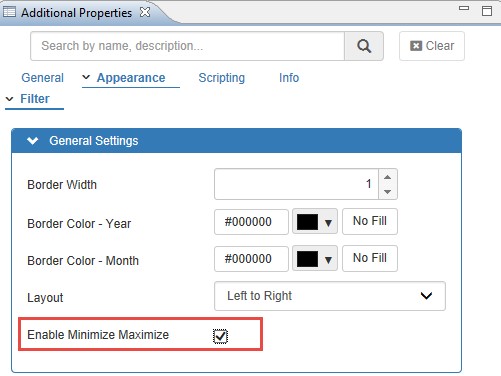 Additional Properties
Search by name, description...
Clear
General Appearance Scripting Info
Filter
General Settings
Border Width 1
Border Color - Year #000000 No Fill
Border Color - Month #000000 No Fill
Layout Left to Right
Enable Minimize Maximize